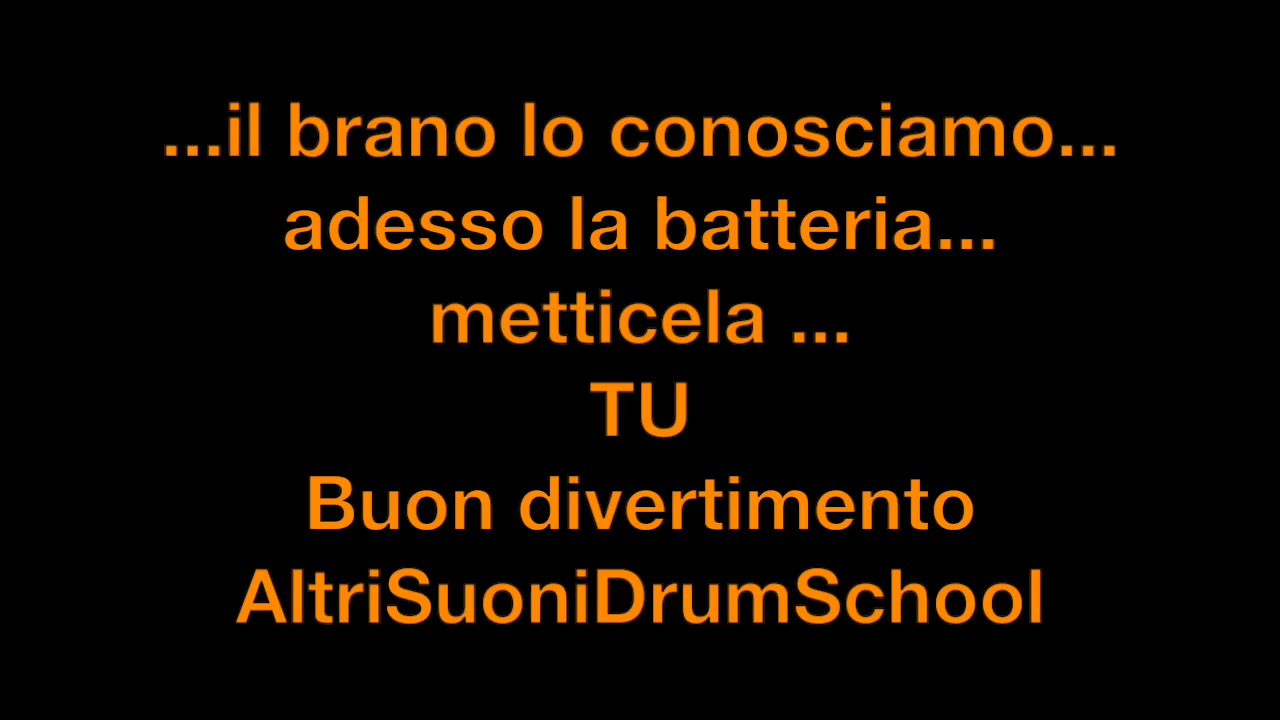 ...il brano lo conosciamo...
adesso la batteria...
metticela ...
TU
Buon divertimento
AltriSuoniDrumSchool